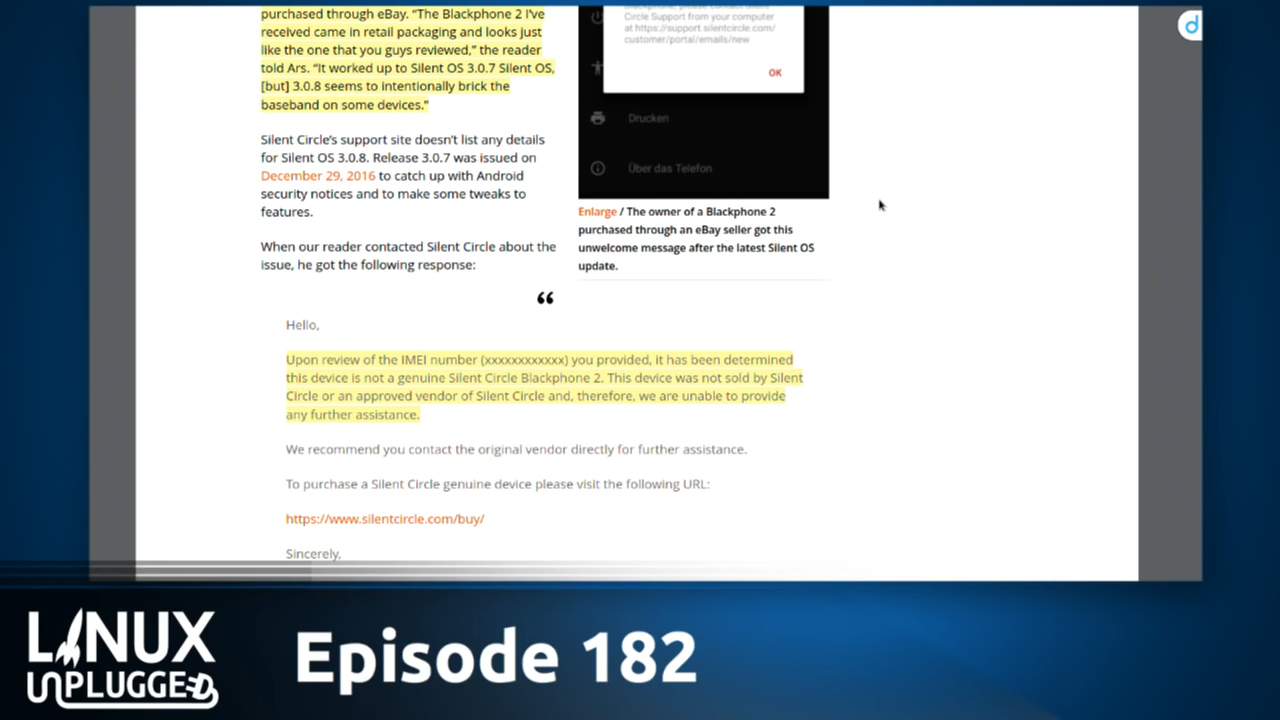 purchased through eBay. “The Blackphone 2 I’ve
received came in retail packaging and looks just
like the one that you guys reviewed,” the reader
told Ars. “It worked up to Silent OS 3.0.7 Silent OS,
[but] 3.0.8 seems to intentionally brick the
baseband on some devices.”
Silent Circle’s support site doesn’t list any details
for Silent OS 3.0.8. Release 3.0.7 was issued on
December 29, 2016 to catch up with Android
security notices and to make some tweaks to
features.
When our reader contacted Silent Circle about the
issue, he got the following response:
Circle Support from your computer
at https://support.silentcircle.com/
customer/portal/emails/new
OK
Drucken
Über das Telefon
Enlarge / The owner of a Blackphone 2
purchased through an eBay seller got this
unwelcome message after the latest Silent OS
update.
“
Hello,
Upon review of the IMEI number (xxxxxxxxxxxx) you provided, it has been determined
this device is not a genuine Silent Circle Blackphone 2. This device was not sold by Silent
Circle or an approved vendor of Silent Circle and, therefore, we are unable to provide
any further assistance.
We recommend you contact the original vendor directly for further assistance.
To purchase a Silent Circle genuine device please visit the following URL:
https://www.silentcircle.com/buy/
Sincerely,
d
LINUX
UNPLUGGED
Episode 182